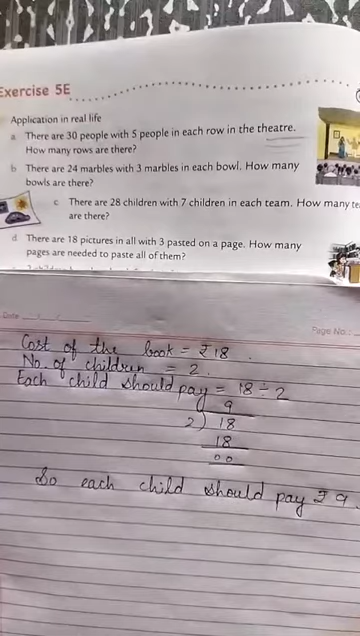 Exercise 5E
Application in real life
a There are 30 people with 5 people in each row in the theatre.
How many rows are there?
b There are 24 marbles with 3 marbles in each bowl. How many
bowls are there?
c There are 28 children with 7 children in each team. How many
are there?
d There are 18 pictures in all with 3 pasted on a page. How many
pages are needed to paste all of them?
Date
Page No.:
Cost of the book = ₹18
No. of children = 2.
Each child should pay = 18 ÷ 2
9
2) 18
18
00
So each child should pay ₹ 9.